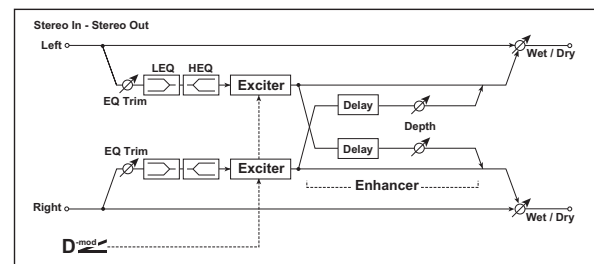 Stereo In - Stereo Out
Left
Wet / Dry
LEQ HEQ
EQ Trim
Exciter
Delay
Depth
EQ Trim
Delay
Exciter
Enhancer
Right
Wet / Dry
D-mod